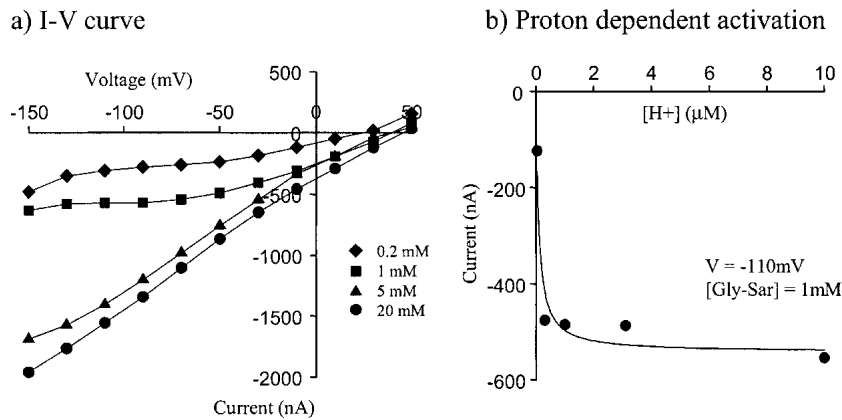 a) I-V curve
Voltage (mV)
-150
-100
-50
0
50
500
0
-500
-1000
-1500
-2000
Current (nA)
0.2 mM
1 mM
5 mM
20 mM
b) Proton dependent activation
0
2
4
6
8
10
[H+] (μM)
0
-200
-400
-600
Current (nA)
V = -110mV
[Gly-Sar] = 1mM